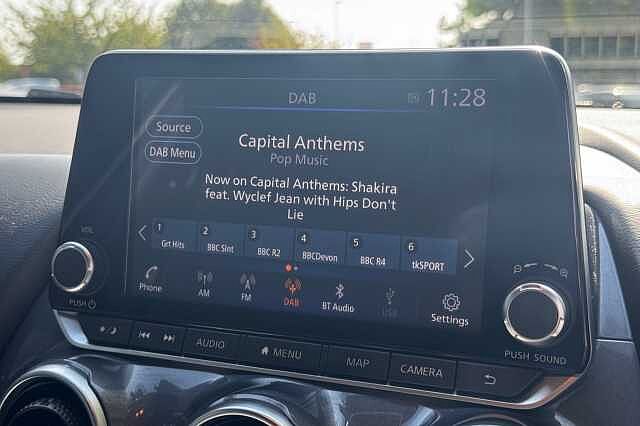 DAB
11:28
Source
Capital Anthems
DAB Menu
Pop Music
Now on Capital Anthems: Shakira
feat. Wyclef Jean with Hips Don't
Lie
1 2 3 4 5 6
Grt Hits BBC Sint BBC R2 BBCDevon BBC R4 tkSPORT
Phone AM FM DAB BT Audio USB Settings
VOL
PUSH
PUSH SOUND
AUDIO MENU MAP CAMERA